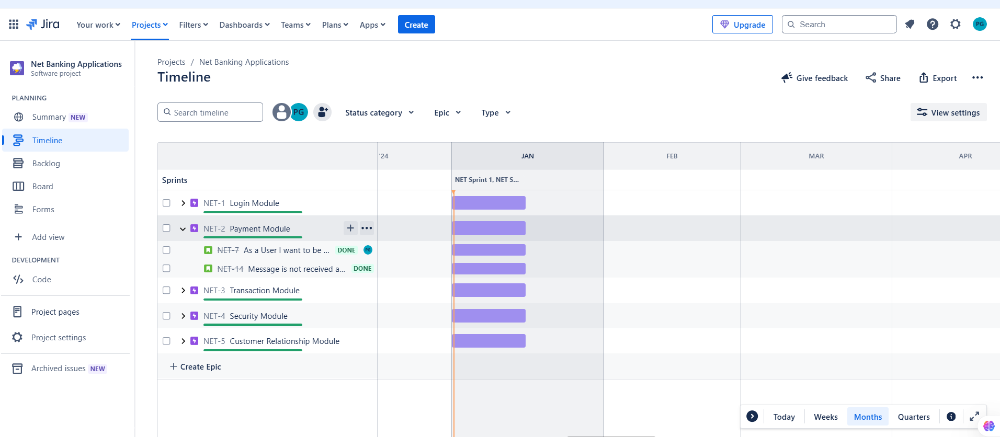 Jira
Your work Projects Filters Dashboards Teams Plans Apps Create Upgrade Search PG
Net Banking Applications
Software project
PLANNING
Summary NEW
Timeline
Backlog
Board
Forms
Add view
DEVELOPMENT
Code
Project pages
Project settings
Archived issues NEW
Projects / Net Banking Applications
Timeline
Give feedback Share Export
Search timeline PG Status category Epic Type View settings
'24 JAN FEB MAR APR
Sprints NET Sprint 1, NET S...
NET-1 Login Module
NET-2 Payment Module
NET-7 As a User I want to be ... DONE PG
NET-14 Message is not received a... DONE
NET-3 Transaction Module
NET-4 Security Module
NET-5 Customer Relationship Module
Create Epic
Today Weeks Months Quarters